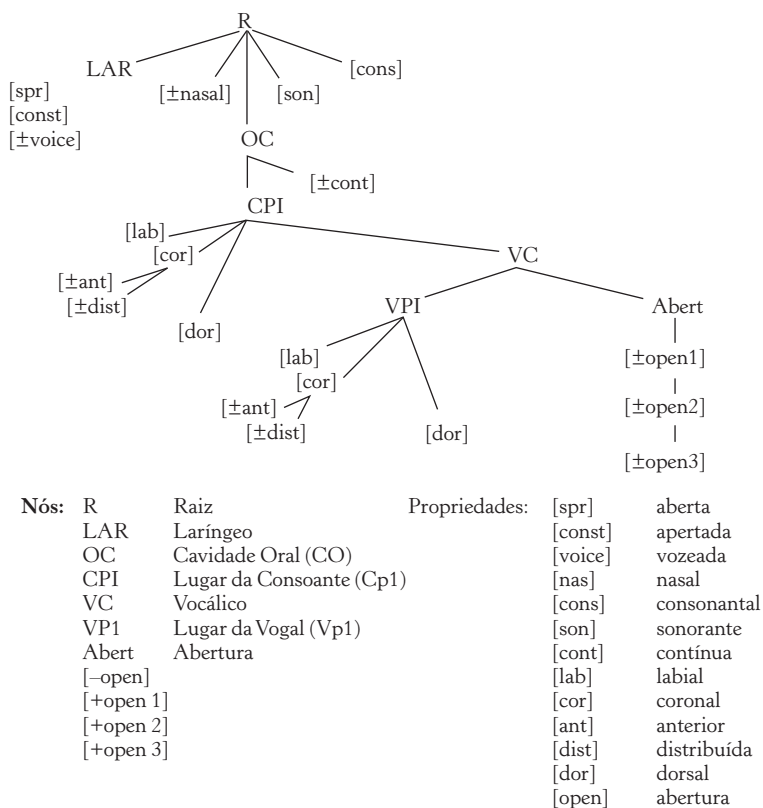 R
LAR
[cons]
[spr]
[±nasal] [son]
[const]
[±voice]
OC
[±cont]
CPI
[lab]
[cor]
VC
[±ant]
[±dist]
VPI
Abert
[dor]
[lab]
[±open1]
[cor]
[±ant]
[±open2]
[±dist]
[dor]
[±open3]
Nós: R Raiz Propriedades: [spr] aberta
LAR Laríngeo [const] apertada
OC Cavidade Oral (CO) [voice] vozeada
CPI Lugar da Consoante (Cp1) [nas] nasal
VC Vocálico [cons] consonantal
VP1 Lugar da Vogal (Vp1) [son] sonorante
Abert Abertura [cont] contínua
[–open] [lab] labial
[+open 1] [cor] coronal
[+open 2] [ant] anterior
[+open 3] [dist] distribuída
[dor] dorsal
[open] abertura